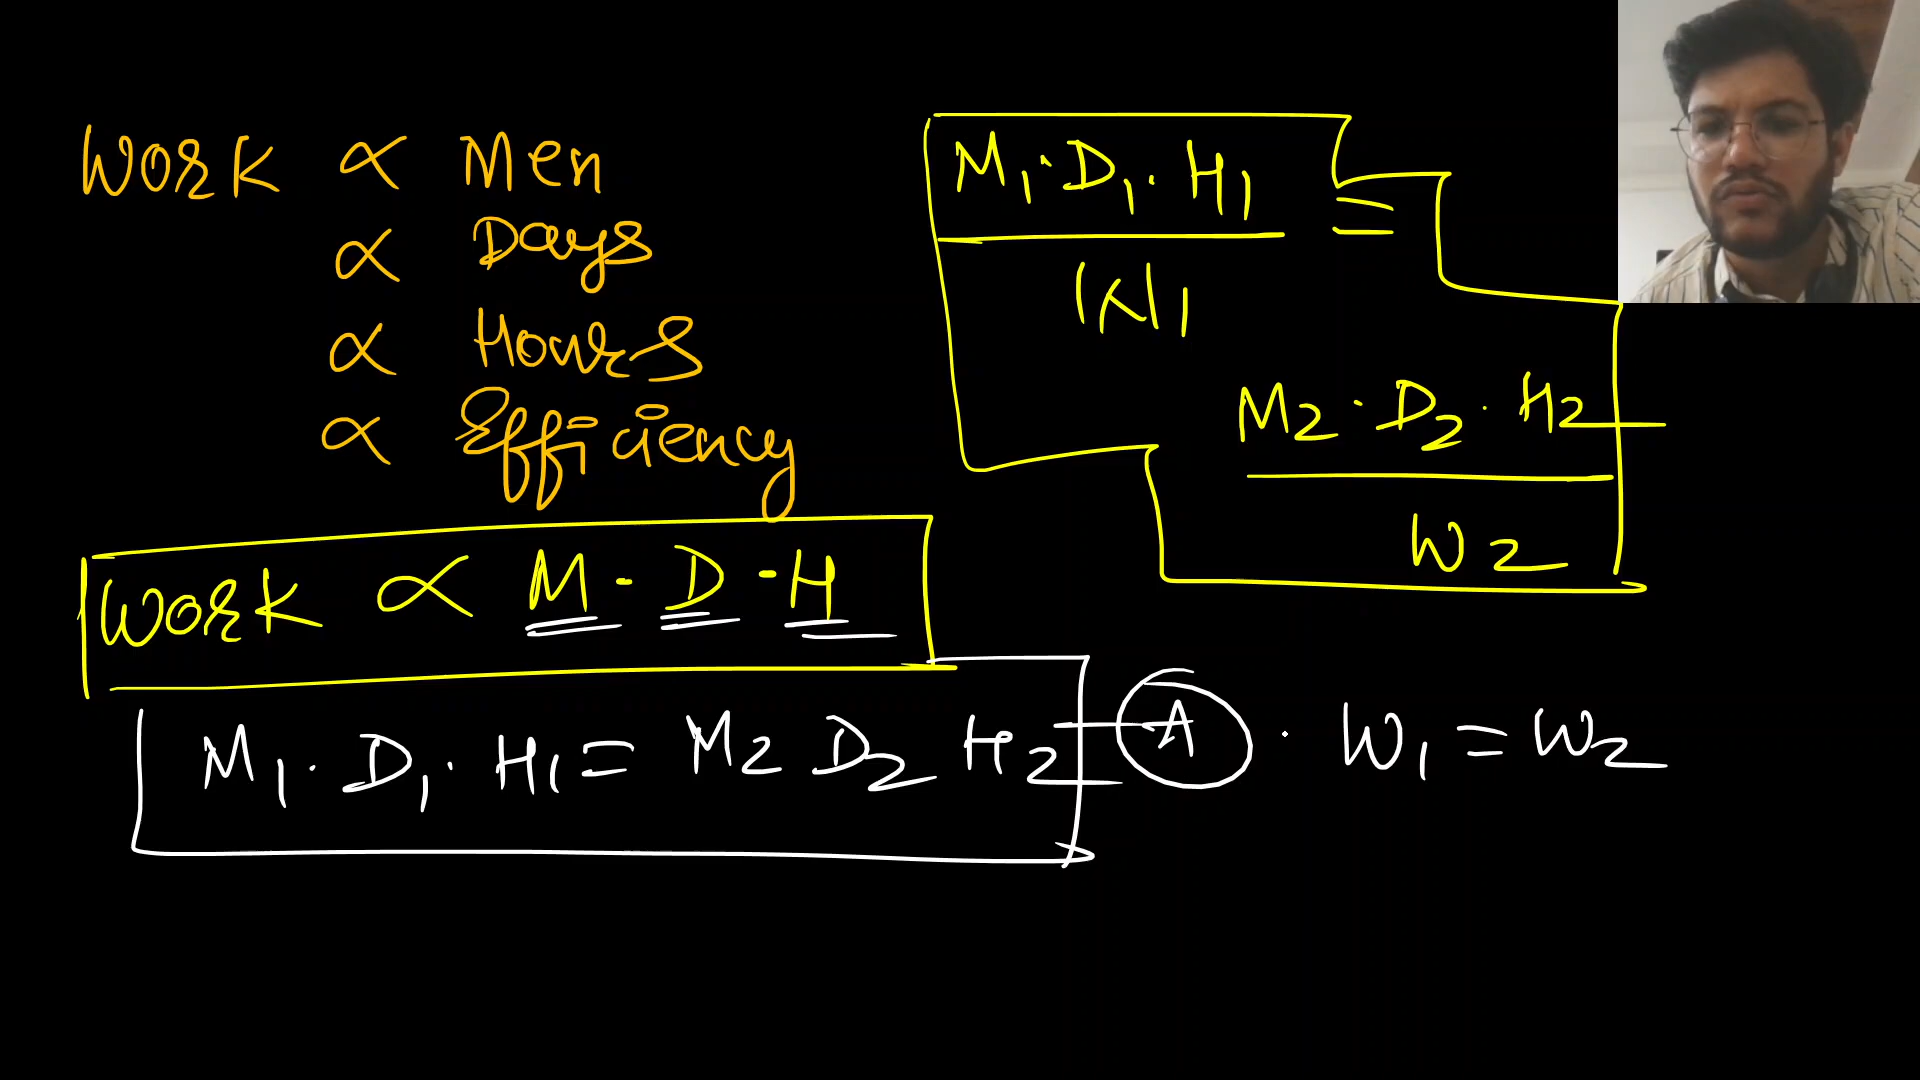 Work ∝ Men
∝ Days
∝ Hours
∝ Efficiency
Work ∝ M · D · H
M₁ · D₁ · H₁ / W₁ =
M₂ · D₂ · H₂ / W₂
M₁ · D₁ · H₁ = M₂ D₂ H₂ A · W₁ = W₂